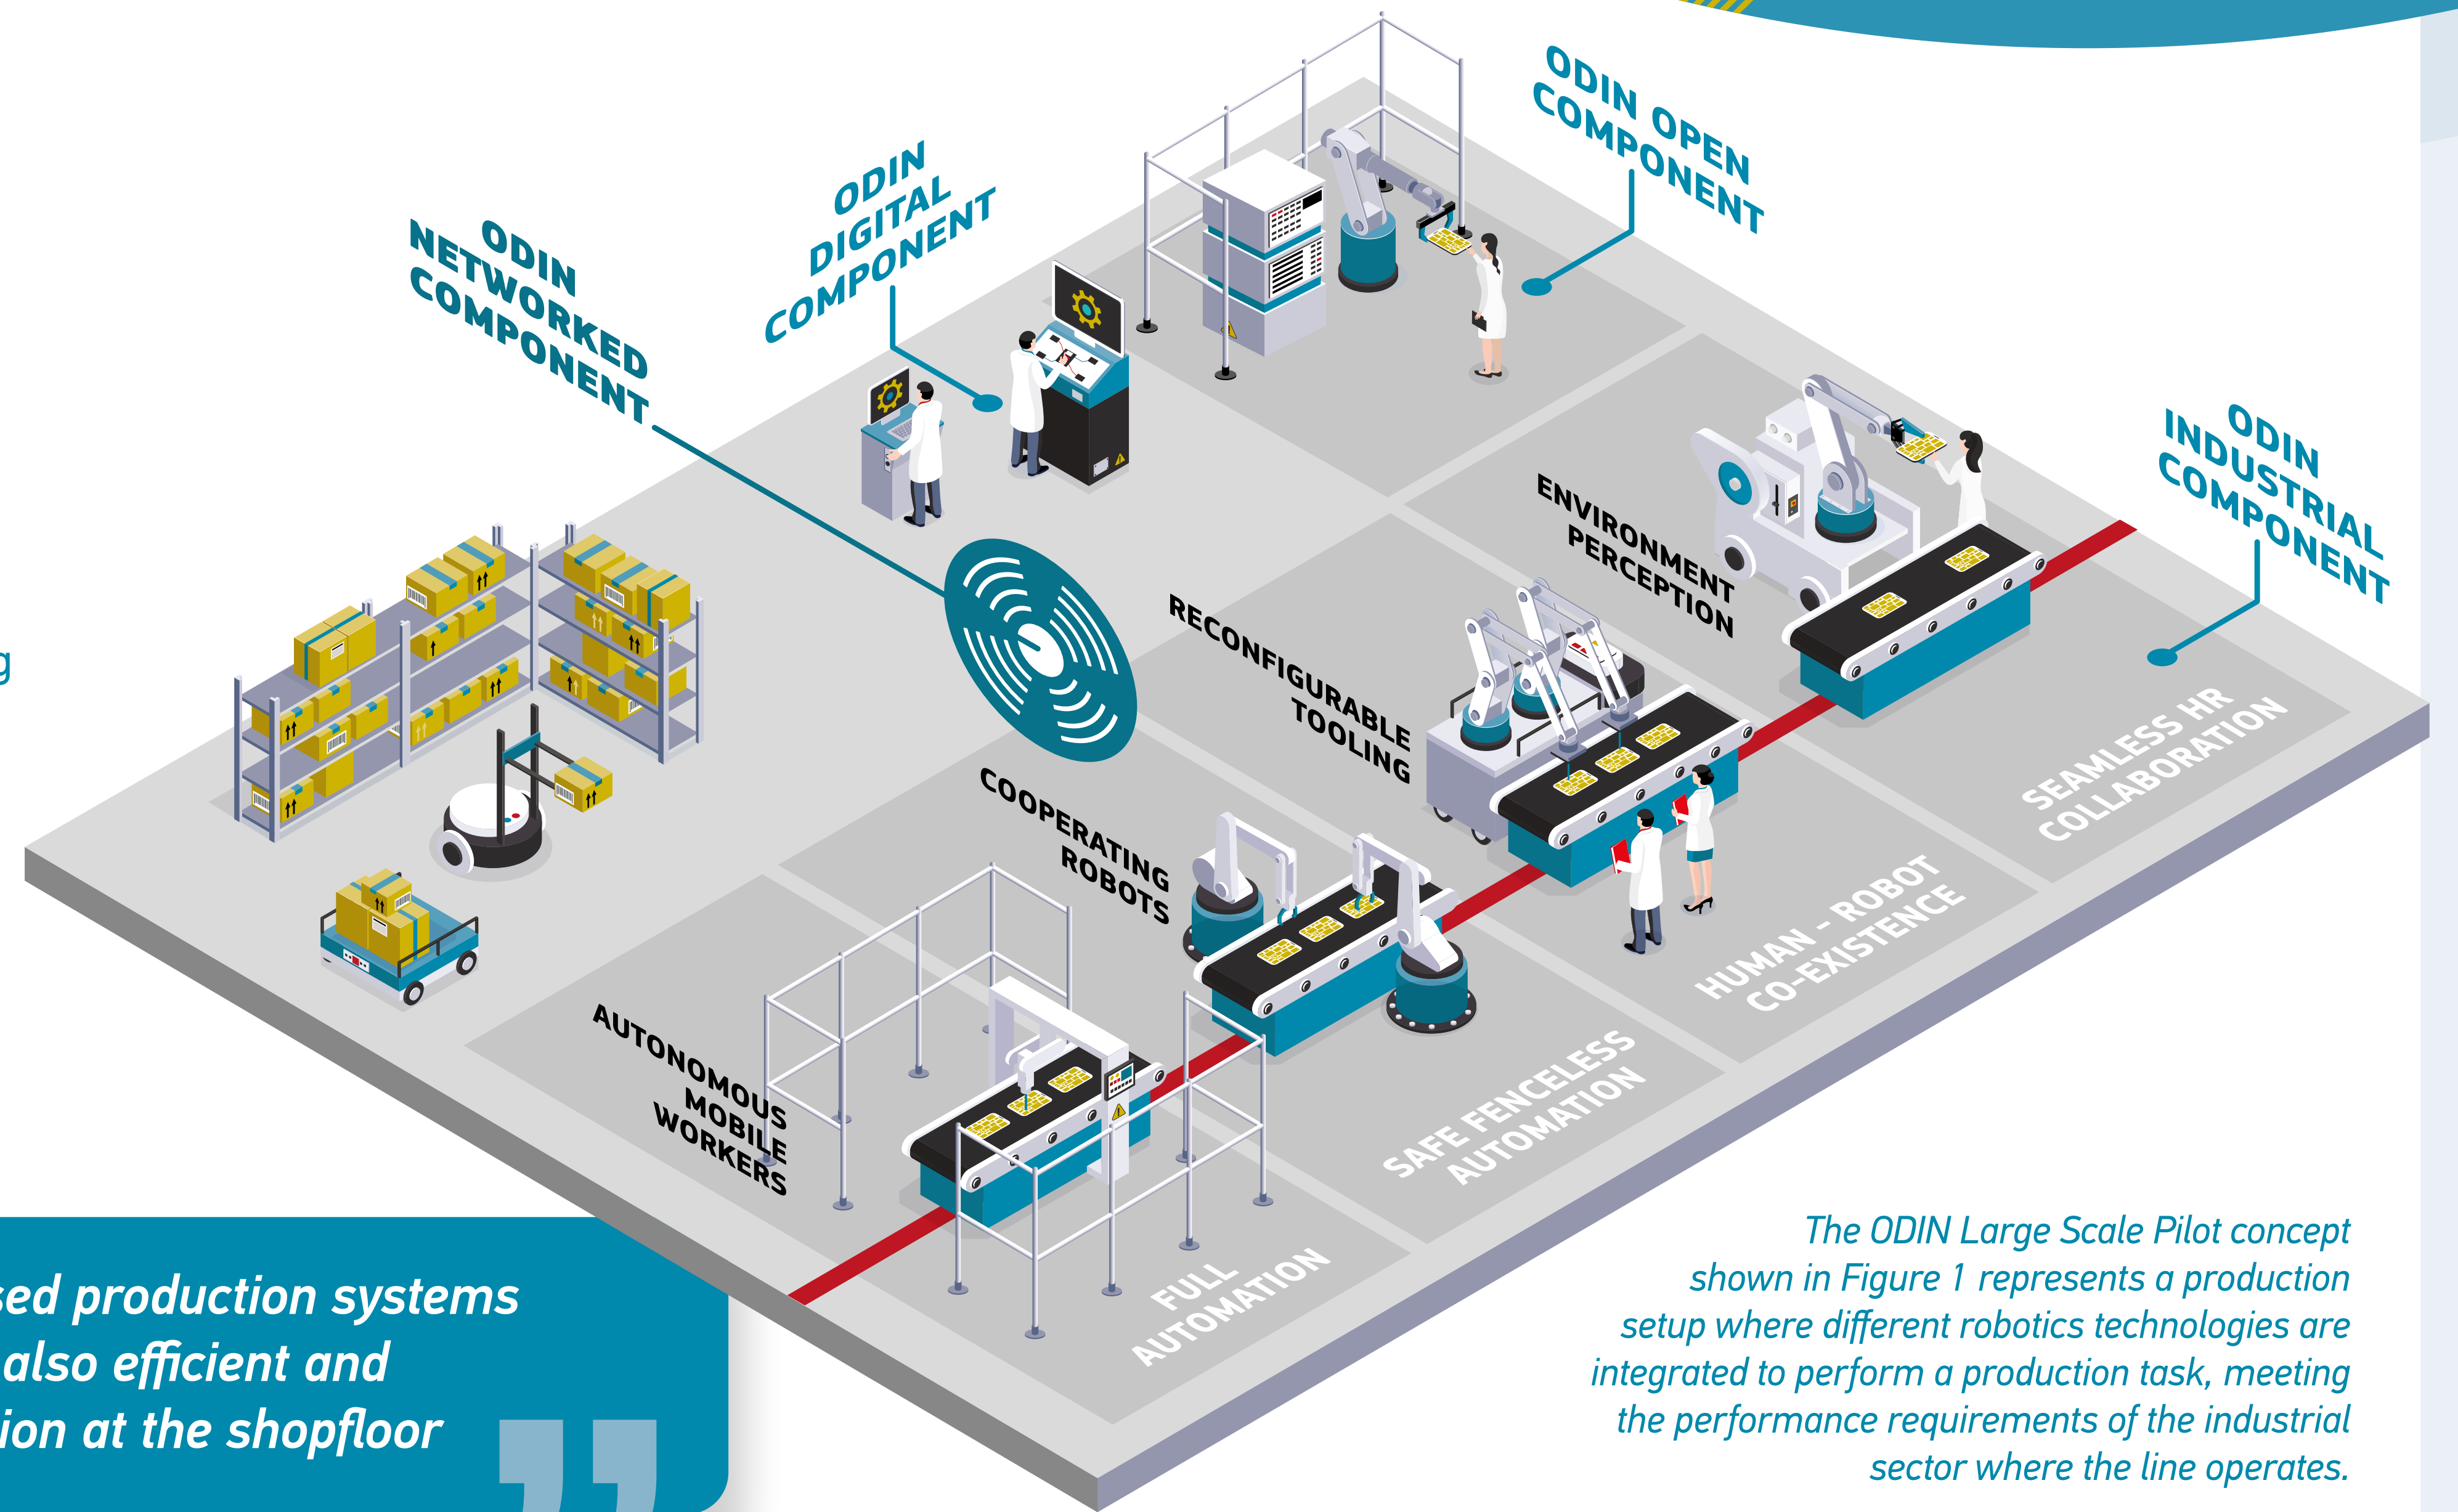 ODIN OPEN
COMPONENT
ODIN
DIGITAL
COMPONENT
ODIN
NETWORKED
COMPONENT
ODIN
INDUSTRIAL
COMPONENT
ENVIRONMENT
PERCEPTION
RECONFIGURABLE
TOOLING
COOPERATING
ROBOTS
AUTONOMOUS
MOBILE
WORKERS
SEAMLESS HR
COLLABORATION
HUMAN - ROBOT
CO-EXISTENCE
SAFE FENCELESS
AUTOMATION
FULL
AUTOMATION
production systems
also efficient and
at the shopfloor
”
The ODIN Large Scale Pilot concept
shown in Figure 1 represents a production
setup where different robotics technologies are
integrated to perform a production task, meeting
the performance requirements of the industrial
sector where the line operates.